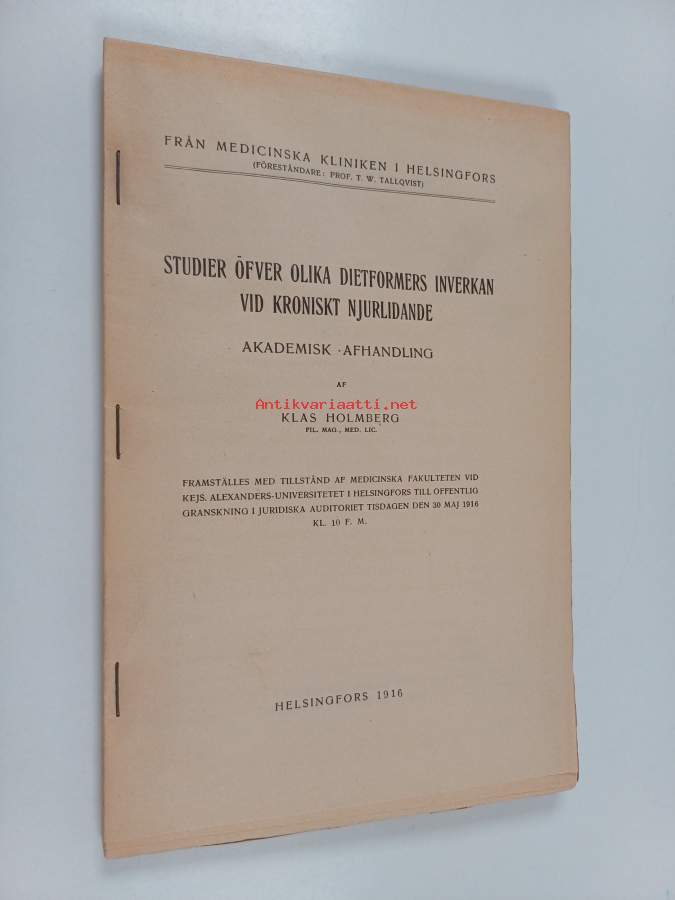 FRÅN MEDICINSKA KLINIKEN I HELSINGFORS
(FÖRESTÅNDARE: PROF. T. W. TALLQVIST)
STUDIER ÖFVER OLIKA DIETFORMERS INVERKAN
VID KRONISKT NJURLIDANDE
AKADEMISK AFHANDLING
AF
Antikvariaatti.net
KLAS HOLMBERG
FIL. MAG., MED. LIC.
FRAMSTÄLLES MED TILLSTÅND AF MEDICINSKA FAKULTETEN VID
KEJS. ALEXANDERS-UNIVERSITETET I HELSINGFORS TILL OFFENTLIG
GRANSKNING I JURIDISKA AUDITORIET TISDAGEN DEN 30 MAJ 1916
KL. 10 F. M.
HELSINGFORS 1916